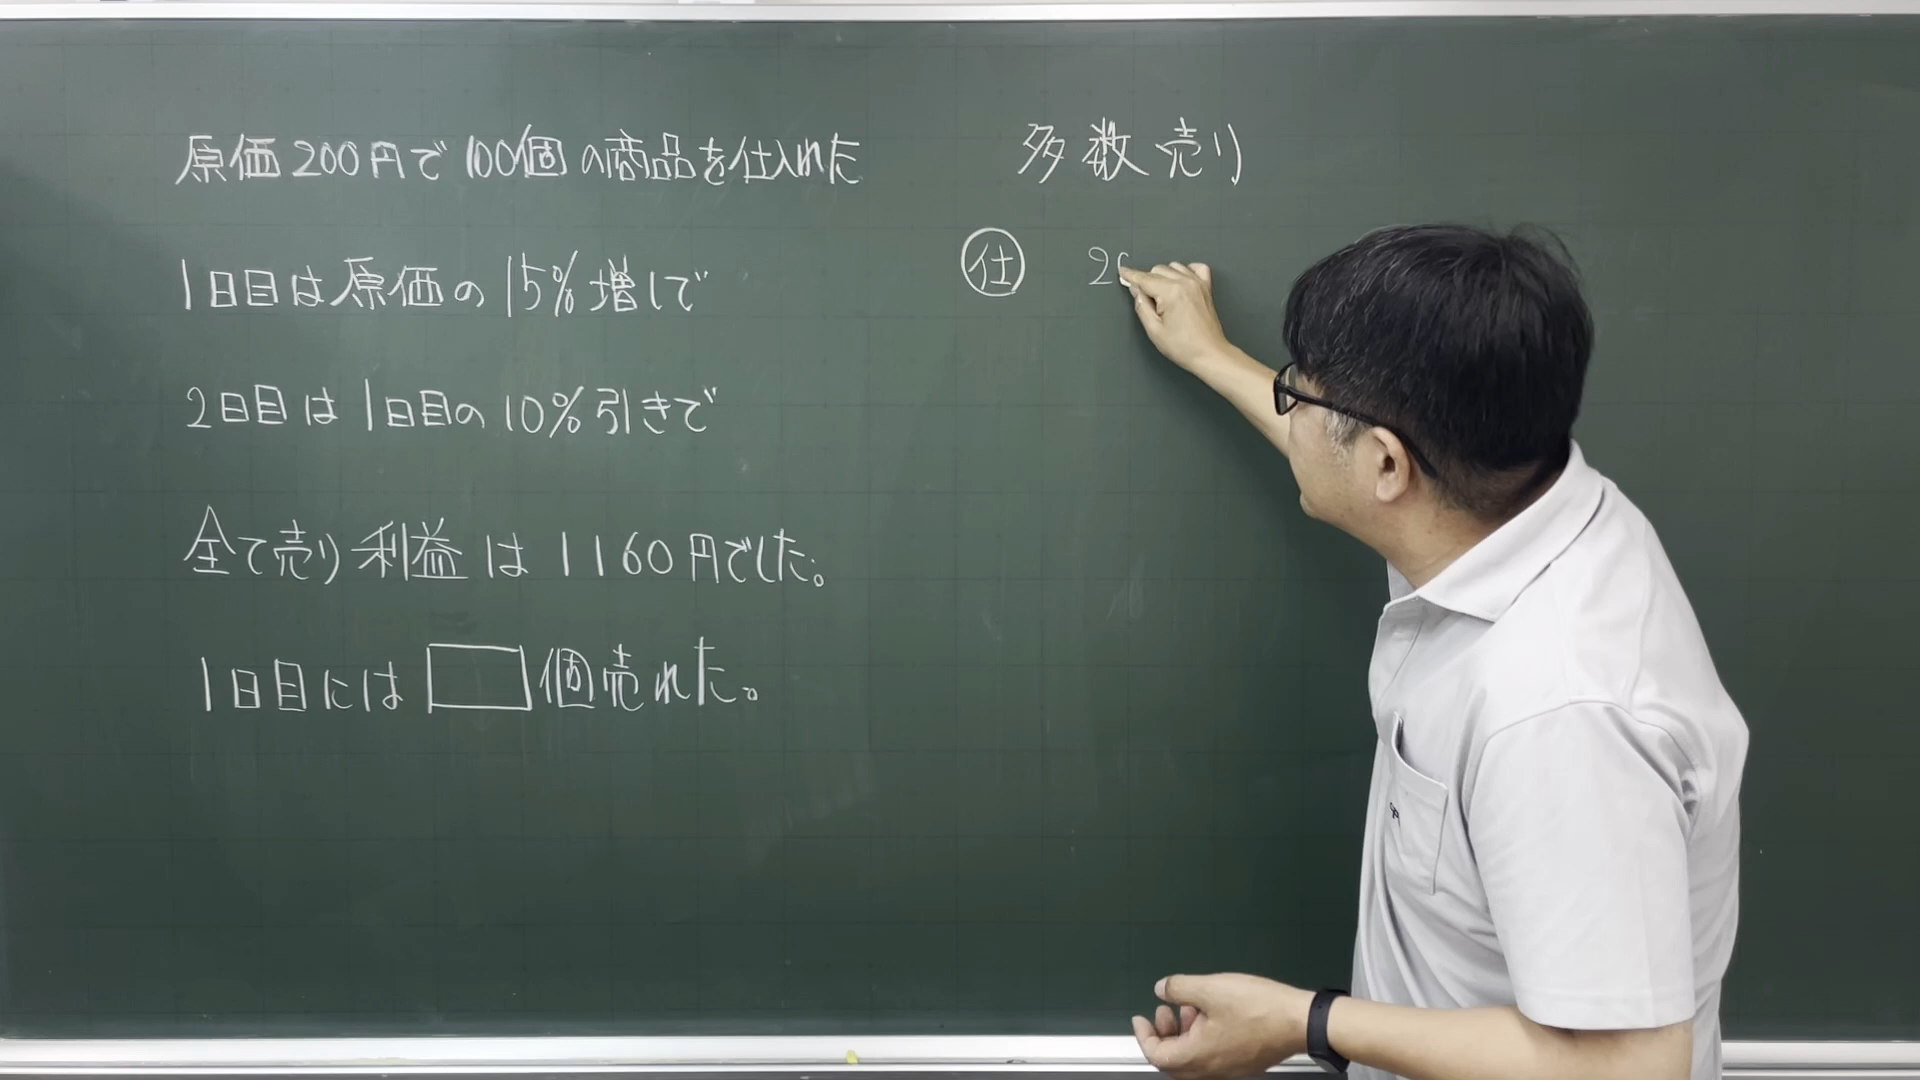 原価200円で100個の商品を仕入れた
1日目は原価の15%増しで
2日目は1日目の10%引きで
全て売り利益は1160円でした。
1日目には 個売れた。
多数売り
仕 20